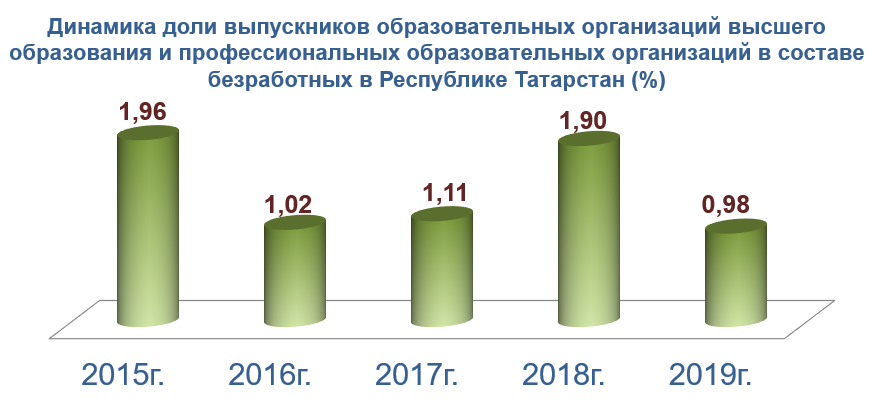 Динамика доли выпускников образовательных организаций высшего
образования и профессиональных образовательных организаций в составе
безработных в Республике Татарстан (%)
1,96
1,02
1,11
1,90
0,98
2015г.
2016г.
2017г.
2018г.
2019г.